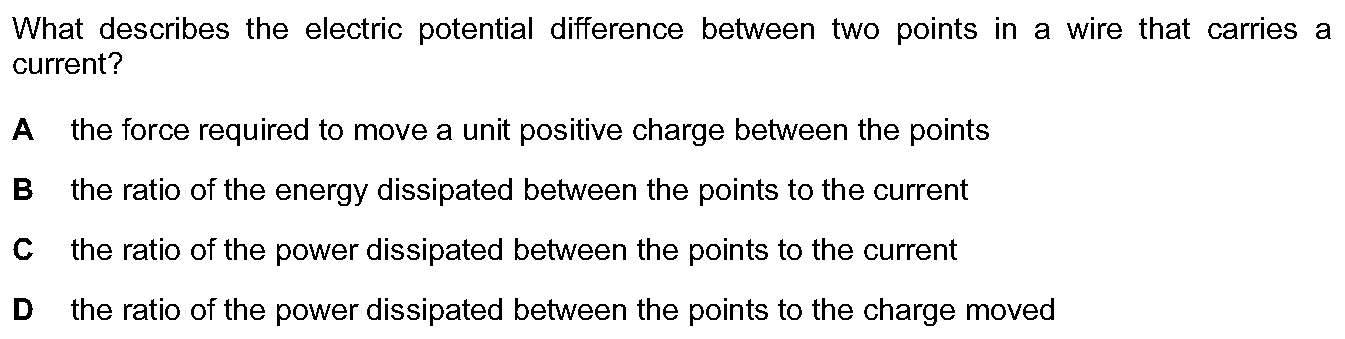 What describes the electric potential difference between two points in a wire that carries a
current?
A the force required to move a unit positive charge between the points
B the ratio of the energy dissipated between the points to the current
C the ratio of the power dissipated between the points to the current
D the ratio of the power dissipated between the points to the charge moved